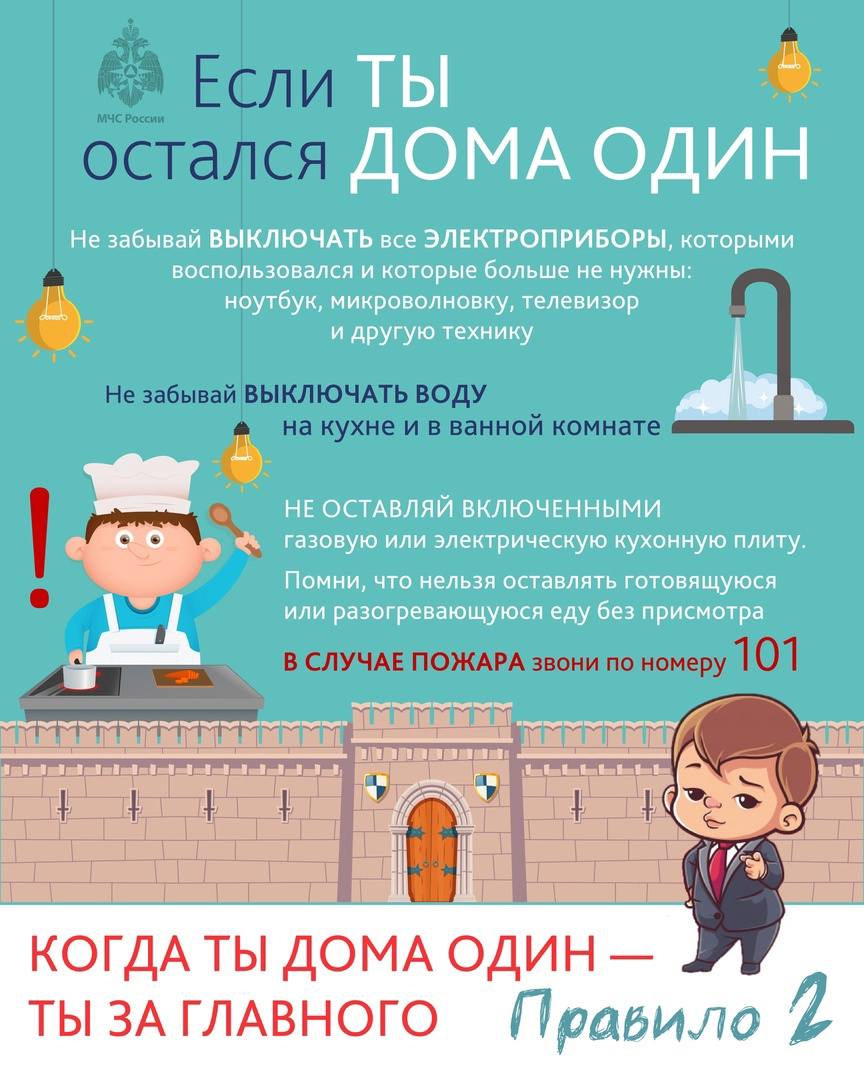 МЧС России
Если ТЫ
остался ДОМА ОДИН
Не забывай ВЫКЛЮЧАТЬ все ЭЛЕКТРОПРИБОРЫ, которыми
воспользовался и которые больше не нужны:
ноутбук, микроволновку, телевизор
и другую технику
Не забывай ВЫКЛЮЧАТЬ ВОДУ
на кухне и в ванной комнате
!
НЕ ОСТАВЛЯЙ ВКЛЮЧЕННЫМИ
газовую или электрическую кухонную плиту.
Помни, что нельзя оставлять готовящуюся
или разогревающуюся еду без присмотра
В СЛУЧАЕ ПОЖАРА звони по номеру 101
КОГДА ТЫ ДОМА ОДИН —
ТЫ ЗА ГЛАВНОГО
Правило 2